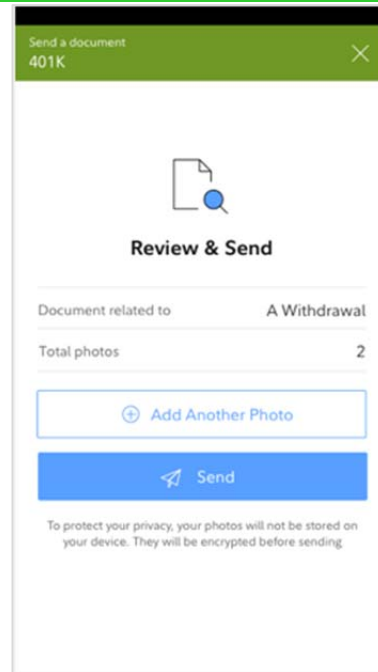 Send a document
401K
Review & Send
Document related to A Withdrawal
Total photos 2
Add Another Photo
Send
To protect your privacy, your photos will not be stored on
your device. They will be encrypted before sending